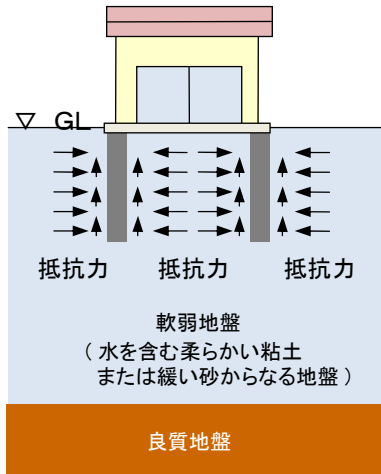 ▽ GL
抵抗力 抵抗力 抵抗力
軟弱地盤
（ 水を含む柔らかい粘土
または緩い砂からなる地盤 ）
良質地盤